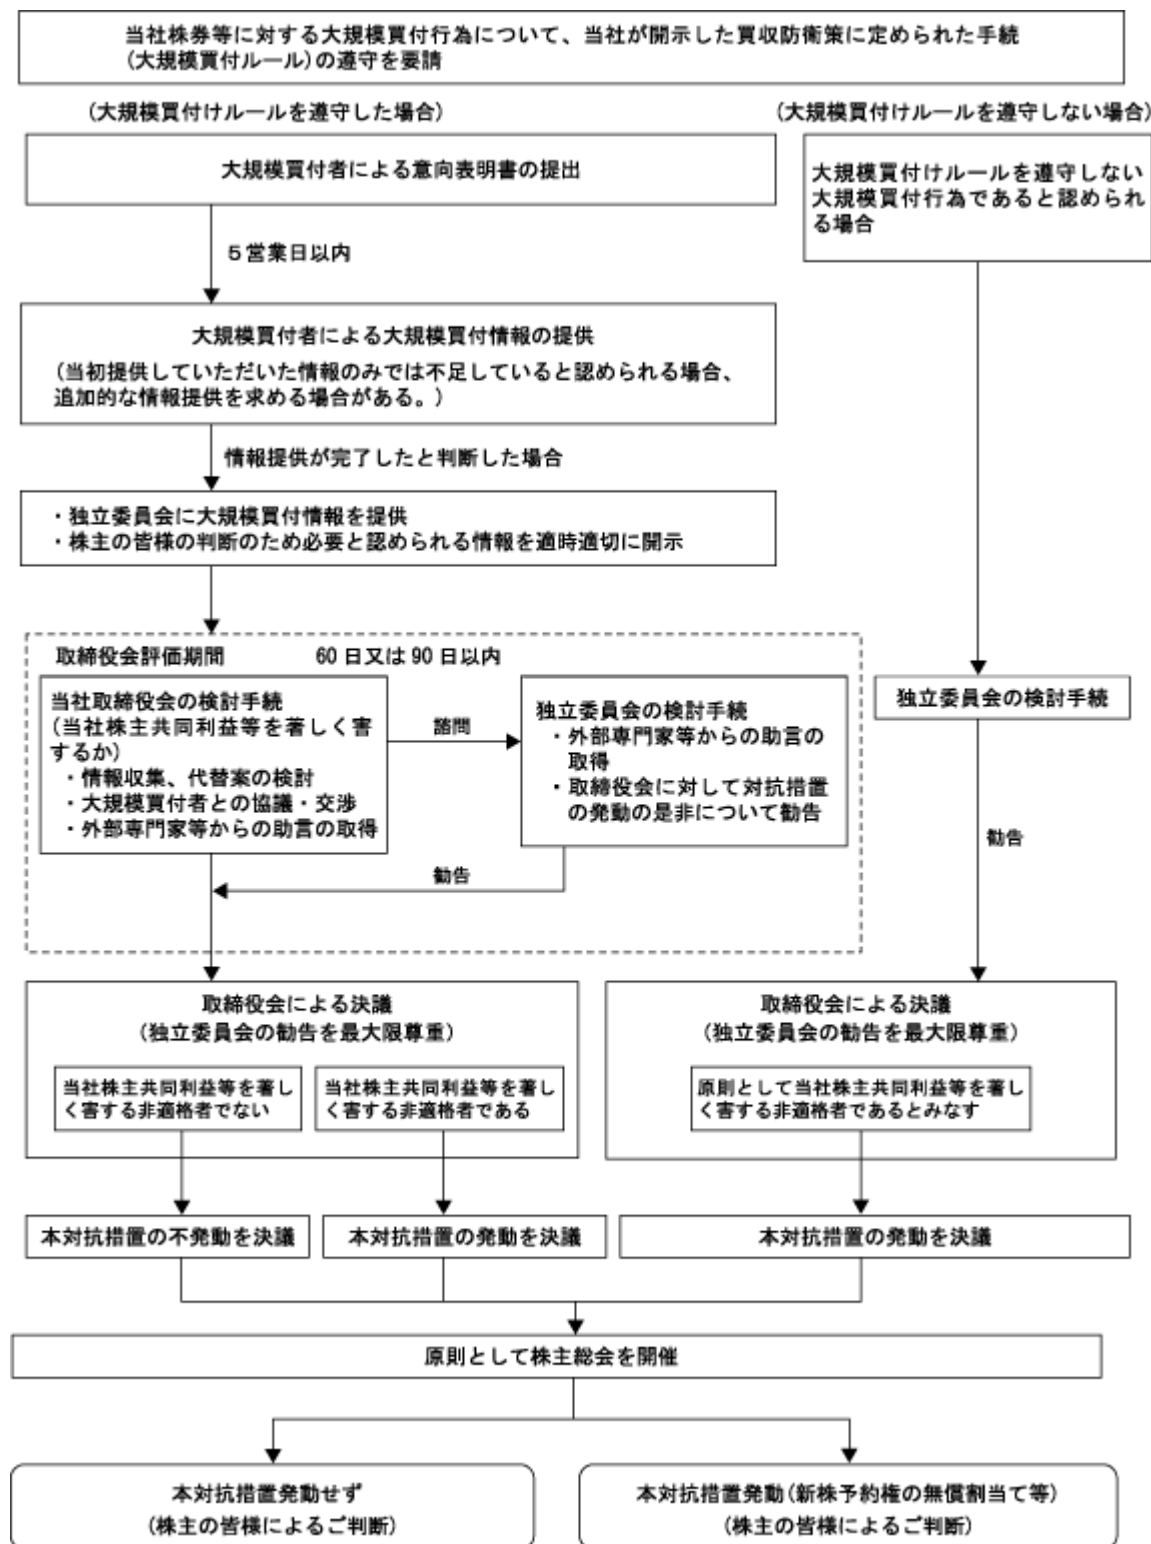 当社株券等に対する大規模買付行為について、当社が開示した買収防衛策に定められた手続
(大規模買付ルール)の遵守を要請
(大規模買付けルールを遵守した場合)
(大規模買付けルールを遵守しない場合)
大規模買付者による意向表明書の提出
大規模買付けルールを遵守しない
大規模買付行為であると認められ
る場合
５営業日以内
大規模買付者による大規模買付情報の提供
(当初提供していただいた情報のみでは不足していると認められる場合、
追加的な情報提供を求める場合がある。)
情報提供が完了したと判断した場合
・独立委員会に大規模買付情報を提供
・株主の皆様の判断のため必要と認められる情報を適時適切に開示
取締役会評価期間 60 日又は 90 日以内
当社取締役会の検討手続
(当社株主共同利益等を著しく害
するか)
・情報収集、代替案の検討
・大規模買付者との協議・交渉
・外部専門家等からの助言の取得
諮問
独立委員会の検討手続
・外部専門家等からの助言の
取得
・取締役会に対して対抗措置
の発動の是非について勧告
勧告
独立委員会の検討手続
勧告
取締役会による決議
(独立委員会の勧告を最大限尊重)
当社株主共同利益等を著し
く害する非適格者でない
当社株主共同利益等を著し
く害する非適格者である
取締役会による決議
(独立委員会の勧告を最大限尊重)
原則として当社株主共同利益等を著
しく害する非適格者であるとみなす
本対抗措置の不発動を決議
本対抗措置の発動を決議
本対抗措置の発動を決議
原則として株主総会を開催
本対抗措置発動せず
(株主の皆様によるご判断)
本対抗措置発動(新株予約権の無償割当て等)
(株主の皆様によるご判断)